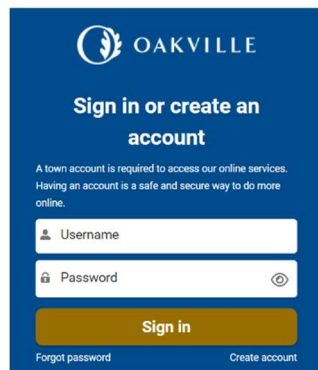 OAKVILLE
Sign in or create an
account
A town account is required to access our online services.
Having an account is a safe and secure way to do more
online.
Username
Password
Sign in
Forgot password Create account